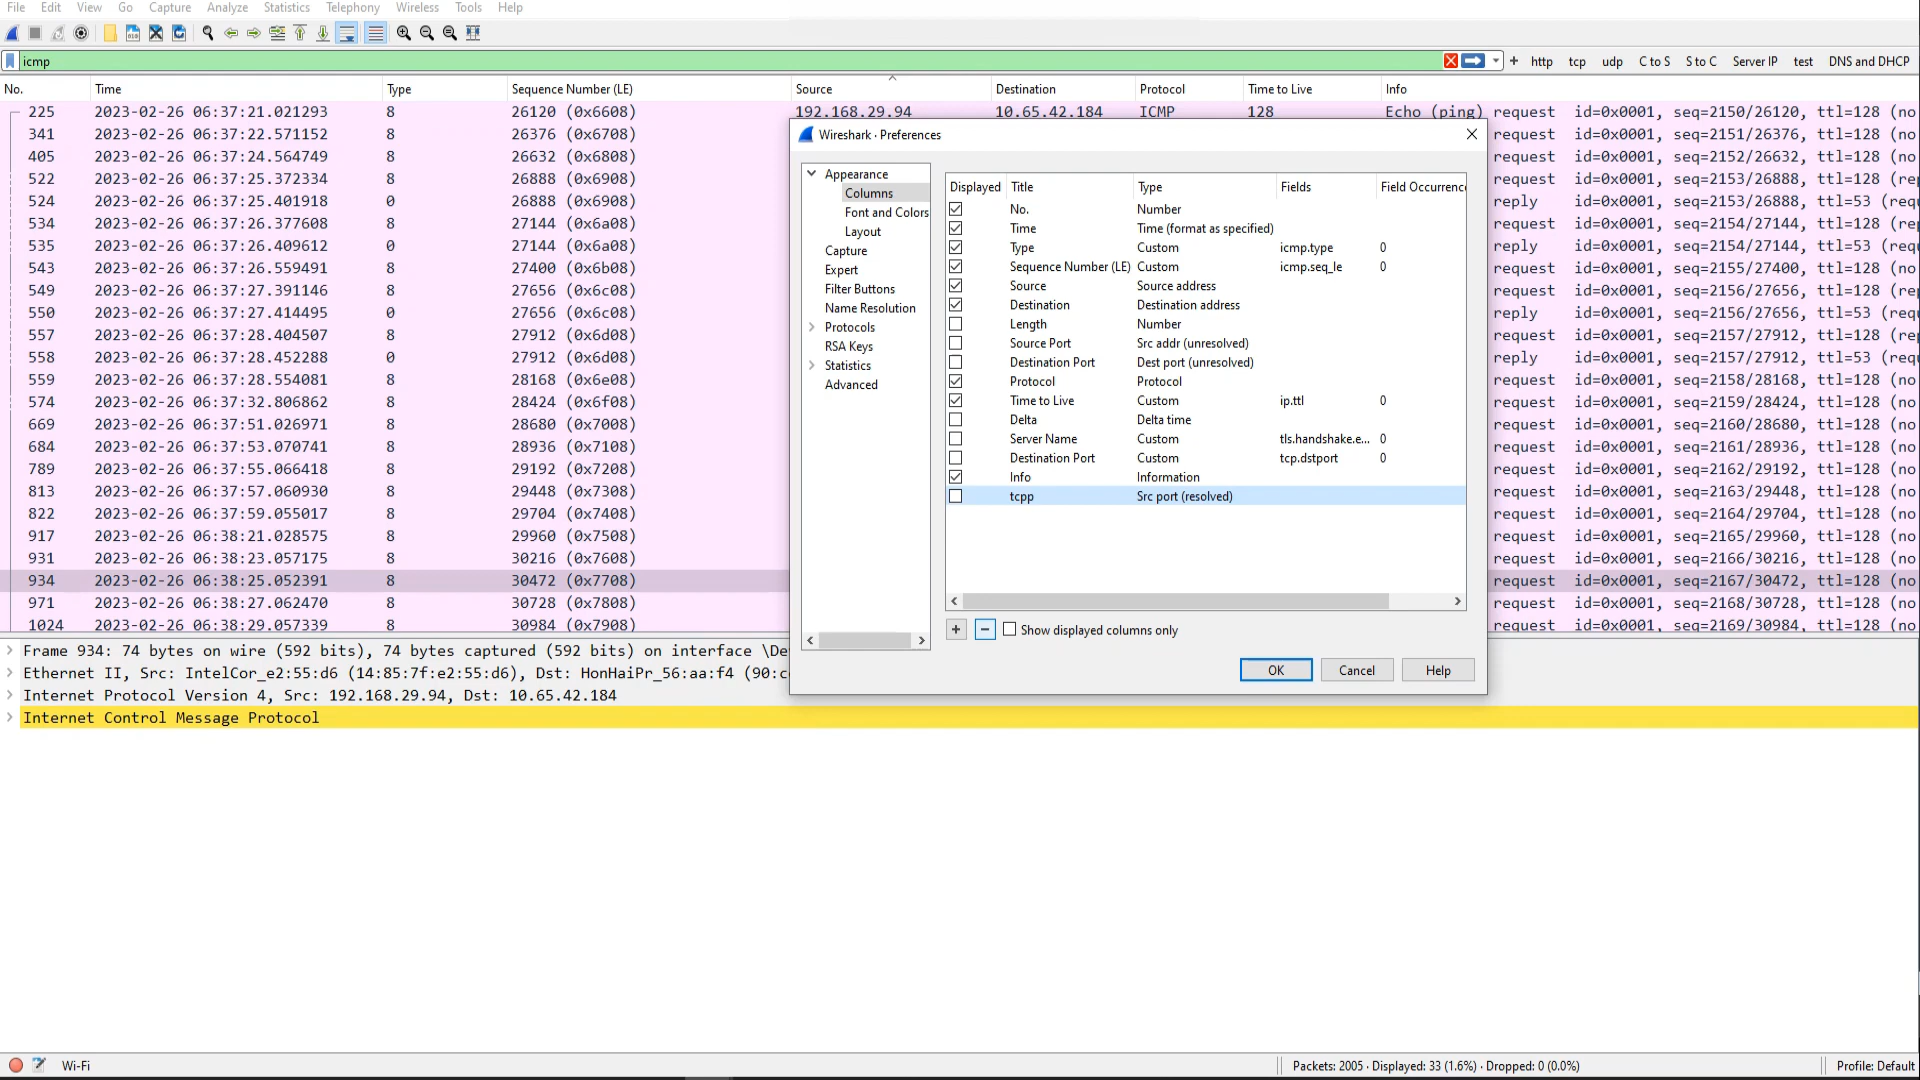 File Edit View Go Capture Analyze Statistics Telephony Wireless Tools Help
icmp + http tcp udp C to S S to C Server IP test DNS and DHCP
No. Time Type Sequence Number (LE) Source Destination Protocol Time to Live Info
225 2023-02-26 06:37:21.021293 8 26120 (0x6608) 192.168.29.94 10.65.42.184 ICMP 128 Echo (ping) request id=0x0001, seq=2150/26120, ttl=128 (no
341 2023-02-26 06:37:22.571152 8 26376 (0x6708) request id=0x0001, seq=2151/26376, ttl=128 (no
405 2023-02-26 06:37:24.564749 8 26632 (0x6808) request id=0x0001, seq=2152/26632, ttl=128 (no
522 2023-02-26 06:37:25.372334 8 26888 (0x6908) request id=0x0001, seq=2153/26888, ttl=128 (rep
524 2023-02-26 06:37:25.401918 0 26888 (0x6908) reply id=0x0001, seq=2153/26888, ttl=53 (requ
534 2023-02-26 06:37:26.377608 8 27144 (0x6a08) request id=0x0001, seq=2154/27144, ttl=128 (rep
535 2023-02-26 06:37:26.409612 0 27144 (0x6a08) reply id=0x0001, seq=2154/27144, ttl=53 (requ
543 2023-02-26 06:37:26.559491 8 27400 (0x6b08) request id=0x0001, seq=2155/27400, ttl=128 (no
549 2023-02-26 06:37:27.391146 8 27656 (0x6c08) request id=0x0001, seq=2156/27656, ttl=128 (rep
550 2023-02-26 06:37:27.414495 0 27656 (0x6c08) reply id=0x0001, seq=2156/27656, ttl=53 (requ
557 2023-02-26 06:37:28.404507 8 27912 (0x6d08) request id=0x0001, seq=2157/27912, ttl=128 (rep
558 2023-02-26 06:37:28.452288 0 27912 (0x6d08) reply id=0x0001, seq=2157/27912, ttl=53 (requ
559 2023-02-26 06:37:28.554081 8 28168 (0x6e08) request id=0x0001, seq=2158/28168, ttl=128 (no
574 2023-02-26 06:37:32.806862 8 28424 (0x6f08) request id=0x0001, seq=2159/28424, ttl=128 (no
669 2023-02-26 06:37:51.026971 8 28680 (0x7008) request id=0x0001, seq=2160/28680, ttl=128 (no
684 2023-02-26 06:37:53.070741 8 28936 (0x7108) request id=0x0001, seq=2161/28936, ttl=128 (no
789 2023-02-26 06:37:55.066418 8 29192 (0x7208) request id=0x0001, seq=2162/29192, ttl=128 (no
813 2023-02-26 06:37:57.060930 8 29448 (0x7308) request id=0x0001, seq=2163/29448, ttl=128 (no
822 2023-02-26 06:37:59.055017 8 29704 (0x7408) request id=0x0001, seq=2164/29704, ttl=128 (no
917 2023-02-26 06:38:21.028575 8 29960 (0x7508) request id=0x0001, seq=2165/29960, ttl=128 (no
931 2023-02-26 06:38:23.057175 8 30216 (0x7608) request id=0x0001, seq=2166/30216, ttl=128 (no
934 2023-02-26 06:38:25.052391 8 30472 (0x7708) request id=0x0001, seq=2167/30472, ttl=128 (no
971 2023-02-26 06:38:27.062470 8 30728 (0x7808) request id=0x0001, seq=2168/30728, ttl=128 (no
1024 2023-02-26 06:38:29.057339 8 30984 (0x7908) request id=0x0001, seq=2169/30984, ttl=128 (no
Wireshark · Preferences
Appearance
Columns
Font and Colors
Layout
Capture
Expert
Filter Buttons
Name Resolution
Protocols
RSA Keys
Statistics
Advanced
Displayed Title Type Fields Field Occurrenc
No. Number
Time Time (format as specified)
Type Custom icmp.type 0
Sequence Number (LE) Custom icmp.seq_le 0
Source Source address
Destination Destination address
Length Number
Source Port Src addr (unresolved)
Destination Port Dest port (unresolved)
Protocol Protocol
Time to Live Custom ip.ttl 0
Delta Delta time
Server Name Custom tls.handshake.e... 0
Destination Port Custom tcp.dstport 0
Info Information
tcpp Src port (resolved)
+ − Show displayed columns only
OK Cancel Help
Frame 934: 74 bytes on wire (592 bits), 74 bytes captured (592 bits) on interface \De
Ethernet II, Src: IntelCor_e2:55:d6 (14:85:7f:e2:55:d6), Dst: HonHaiPr_56:aa:f4 (90:c
Internet Protocol Version 4, Src: 192.168.29.94, Dst: 10.65.42.184
Internet Control Message Protocol
Wi-Fi Packets: 2005 · Displayed: 33 (1.6%) · Dropped: 0 (0.0%) Profile: Default